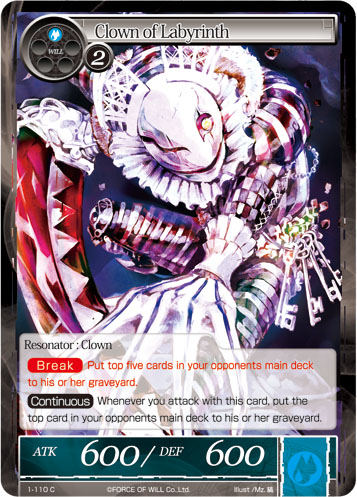 Clown of Labyrinth
WILL
2
Resonator : Clown
Break Put top five cards in your opponents main deck
to his or her graveyard.
Continuous Whenever you attack with this card, put the
top card in your opponents main deck to his or her graveyard.
ATK 600 / DEF 600
1-110 C ©FORCE OF WILL Co.,Ltd. Illust /Mz.